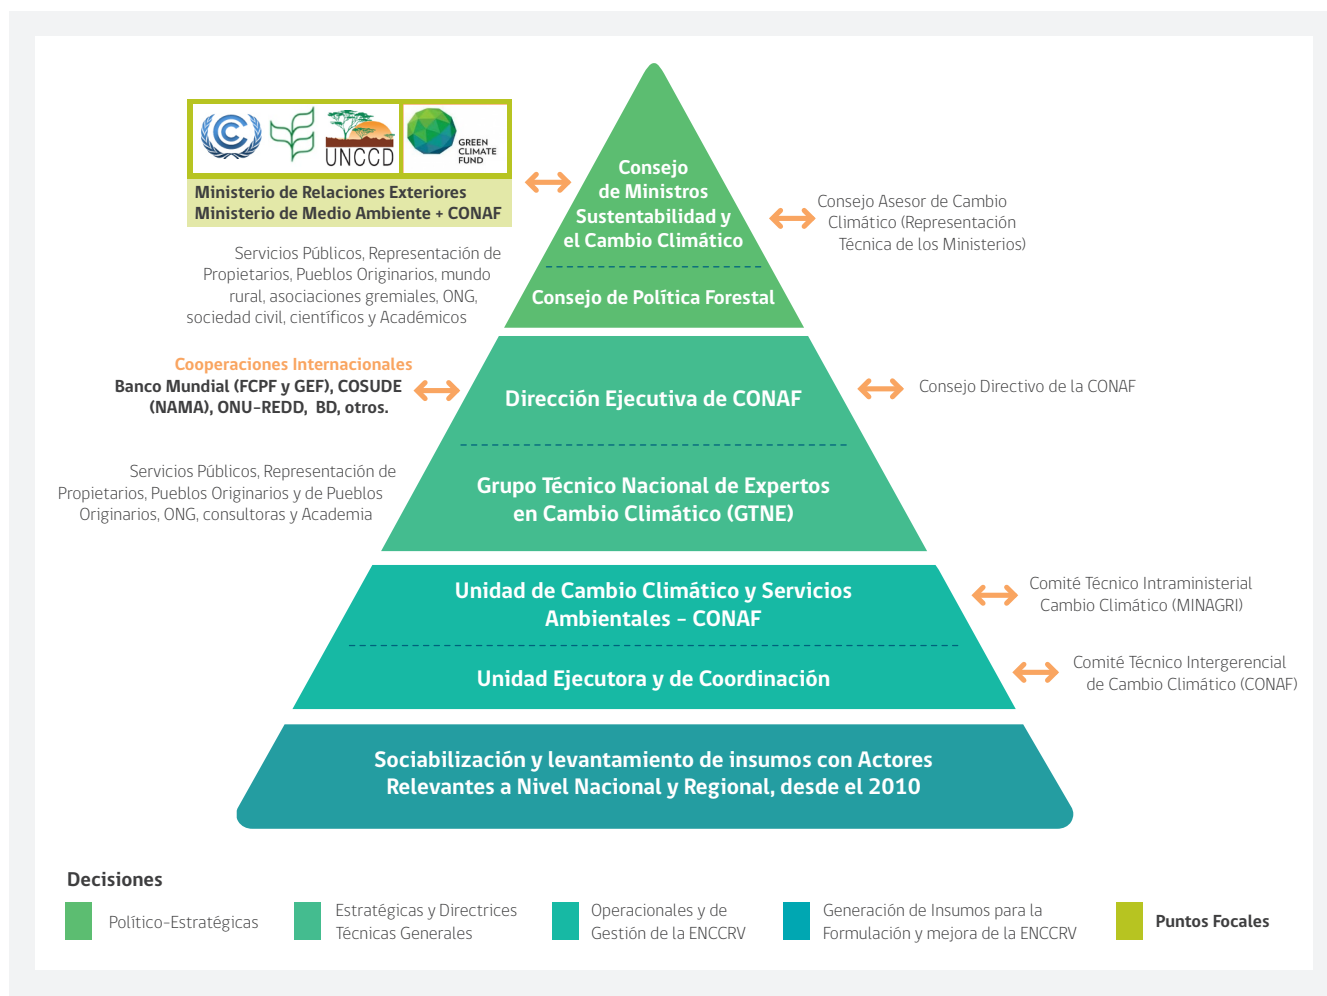 UNCCD
GREEN
CLIMATE
FUND
Ministerio de Relaciones Exteriores
Ministerio de Medio Ambiente + CONAF
Servicios Públicos, Representación de
Propietarios, Pueblos Originarios, mundo
rural, asociaciones gremiales, ONG,
sociedad civil, científicos y Académicos
Consejo
de Ministros
Sustentabilidad y
el Cambio Climático
Consejo de Política Forestal
Consejo Asesor de Cambio
Climático (Representación
Técnica de los Ministerios)
Cooperaciones Internacionales
Banco Mundial (FCPF y GEF), COSUDE
(NAMA), ONU-REDD, BD, otros.
Dirección Ejecutiva de CONAF
Consejo Directivo de la CONAF
Servicios Públicos, Representación de
Propietarios, Pueblos Originarios y de Pueblos
Originarios, ONG, consultoras y Academia
Grupo Técnico Nacional de Expertos
en Cambio Climático (GTNE)
Unidad de Cambio Climático y Servicios
Ambientales - CONAF
Comité Técnico Intraministerial
Cambio Climático (MINAGRI)
Unidad Ejecutora y de Coordinación
Comité Técnico Intergerencial
de Cambio Climático (CONAF)
Sociabilización y levantamiento de insumos con Actores
Relevantes a Nivel Nacional y Regional, desde el 2010
Decisiones
Político-Estratégicas
Estratégicas y Directrices
Técnicas Generales
Operacionales y de
Gestión de la ENCCRV
Generación de Insumos para la
Formulación y mejora de la ENCCRV
Puntos Focales